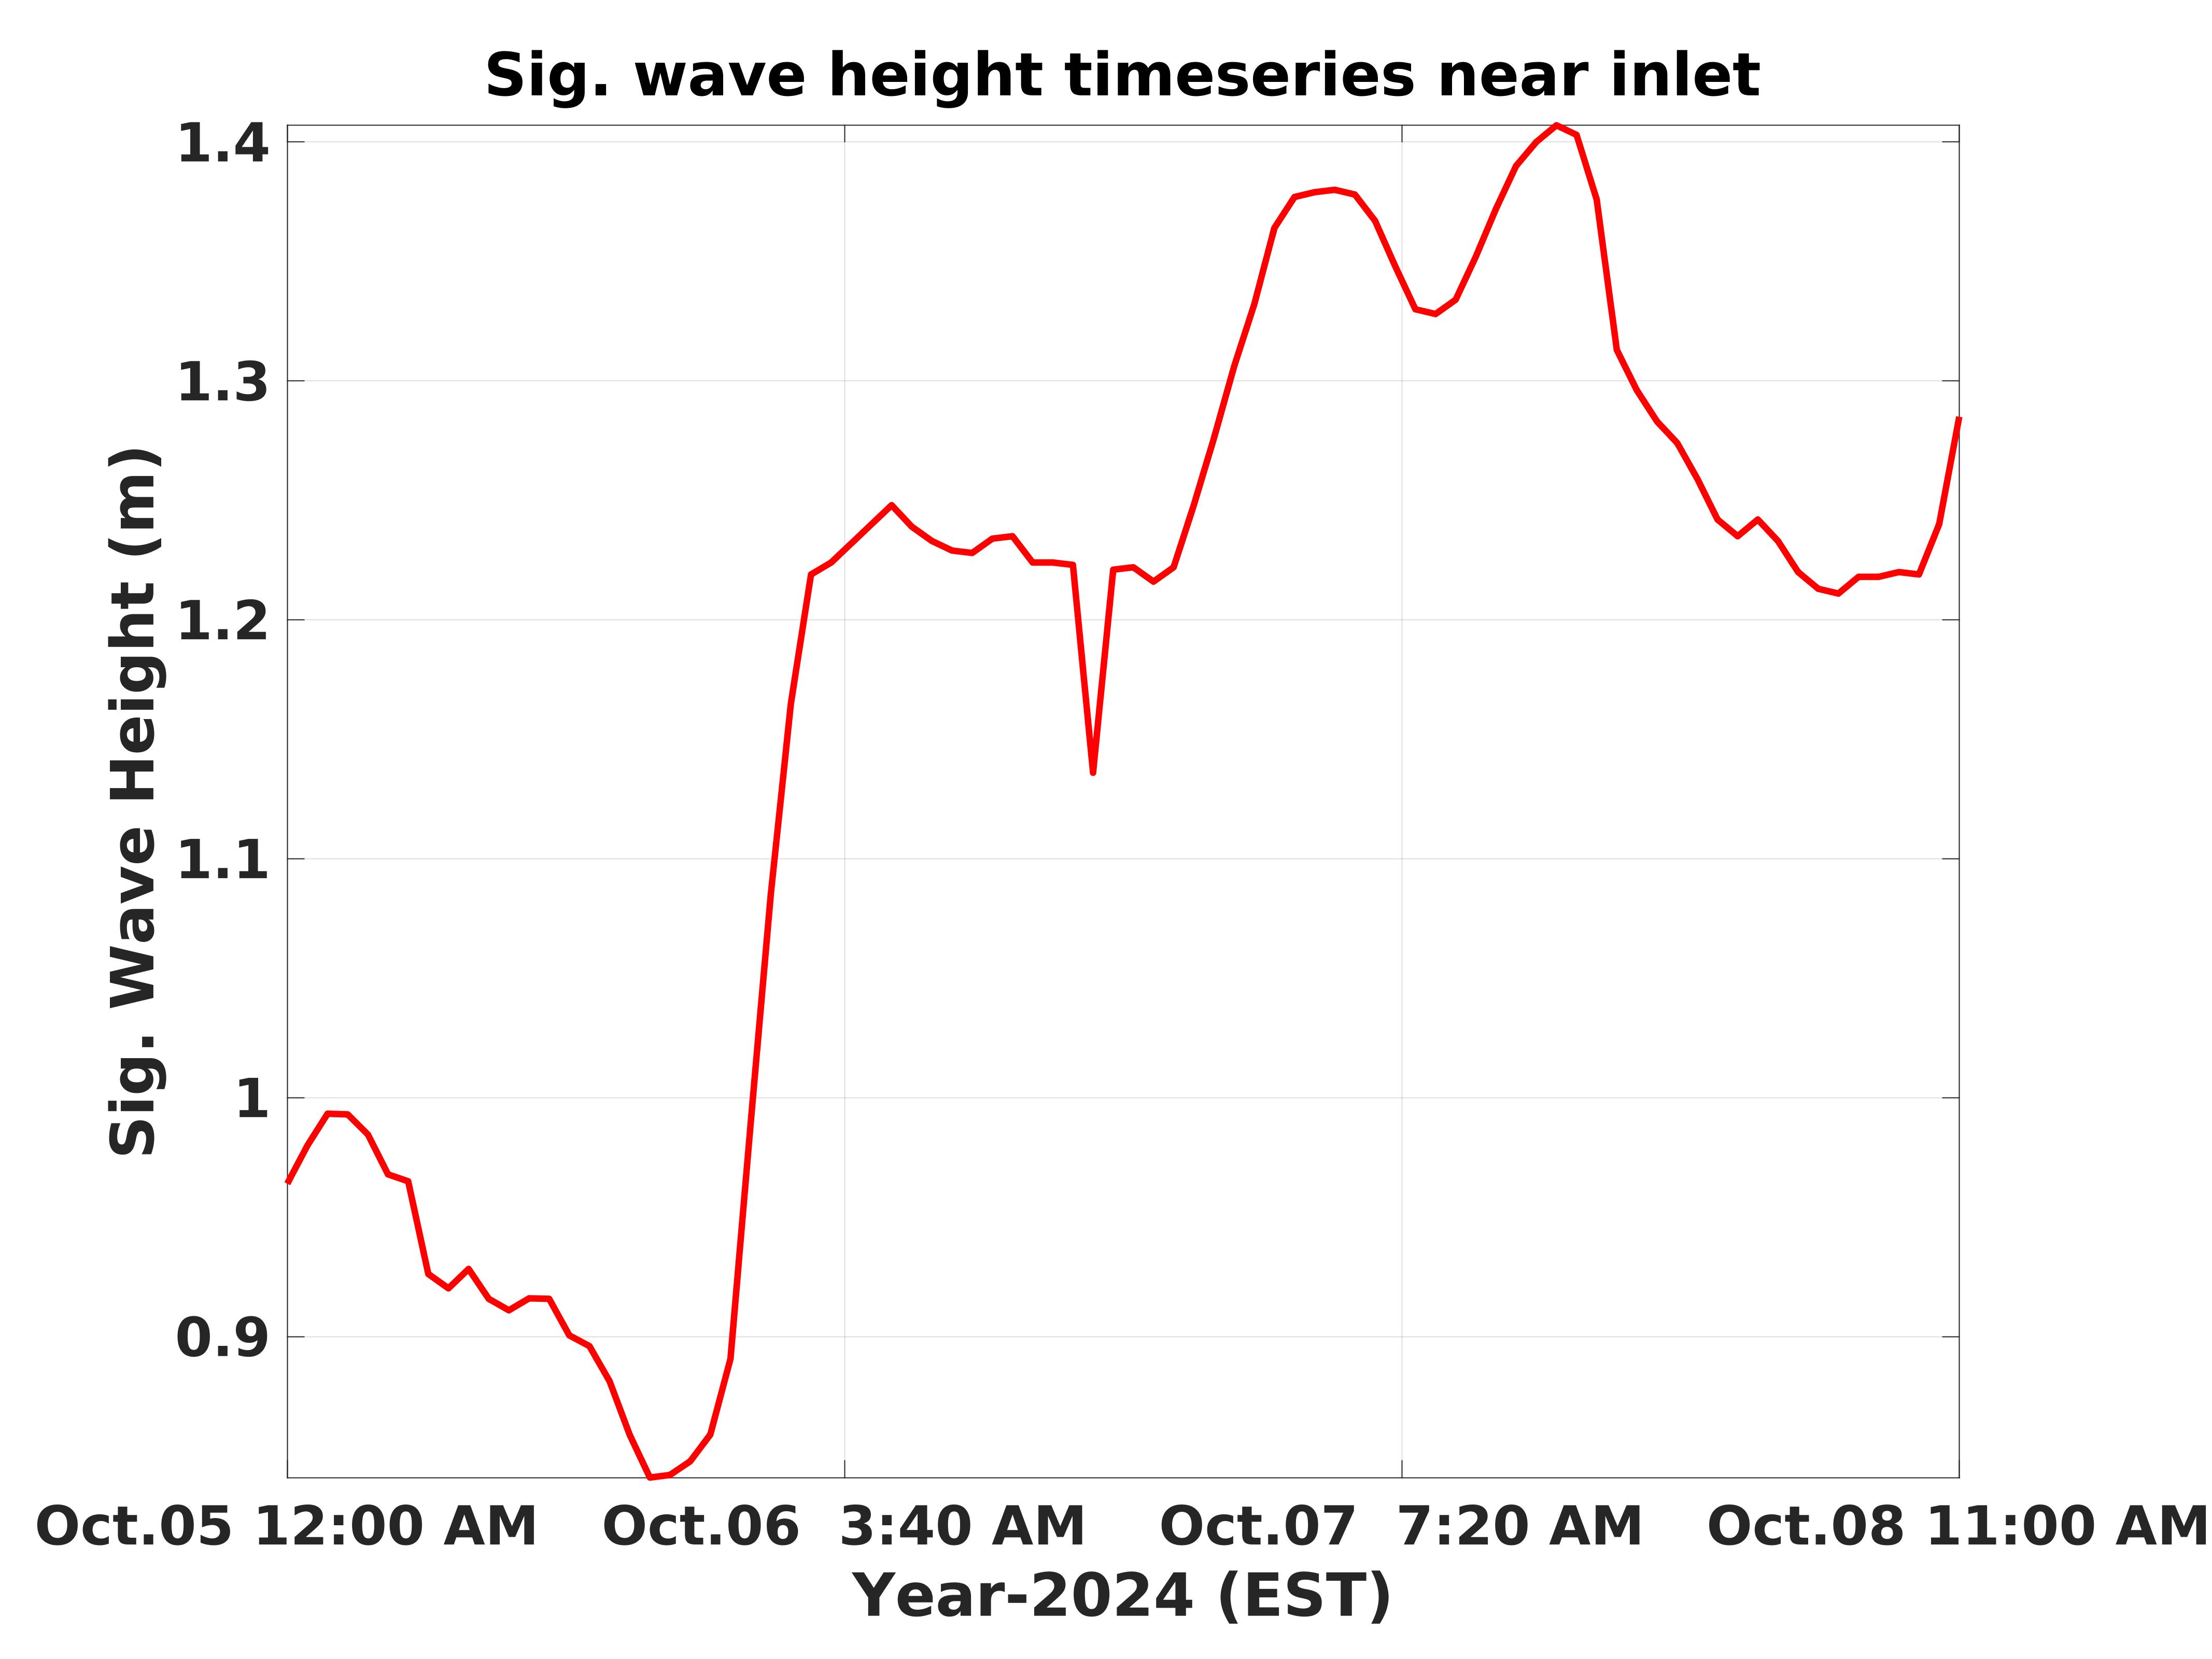 Sig. wave height timeseries near inlet
Sig. Wave Height (m)
1.4
1.3
1.2
1.1
1
0.9
Oct.05 12:00 AM Oct.06 3:40 AM Oct.07 7:20 AM Oct.08 11:00 AM
Year-2024 (EST)